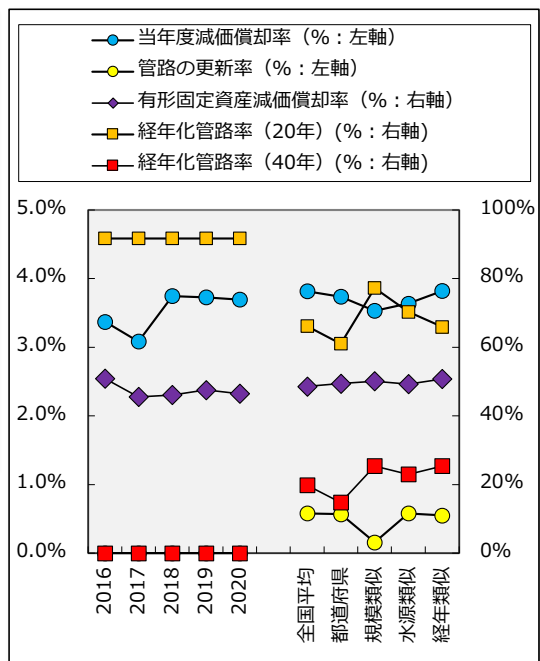 当年度減価償却率（%：左軸）
管路の更新率（%：左軸）
有形固定資産減価償却率（%：右軸）
経年化管路率（20年）(%：右軸)
経年化管路率（40年）(%：右軸)
5.0%
100%
4.0%
80%
3.0%
60%
2.0%
40%
1.0%
20%
0.0%
0%
2016
2017
2018
2019
2020
全国平均
都道府県
規模類似
水源類似
経年類似